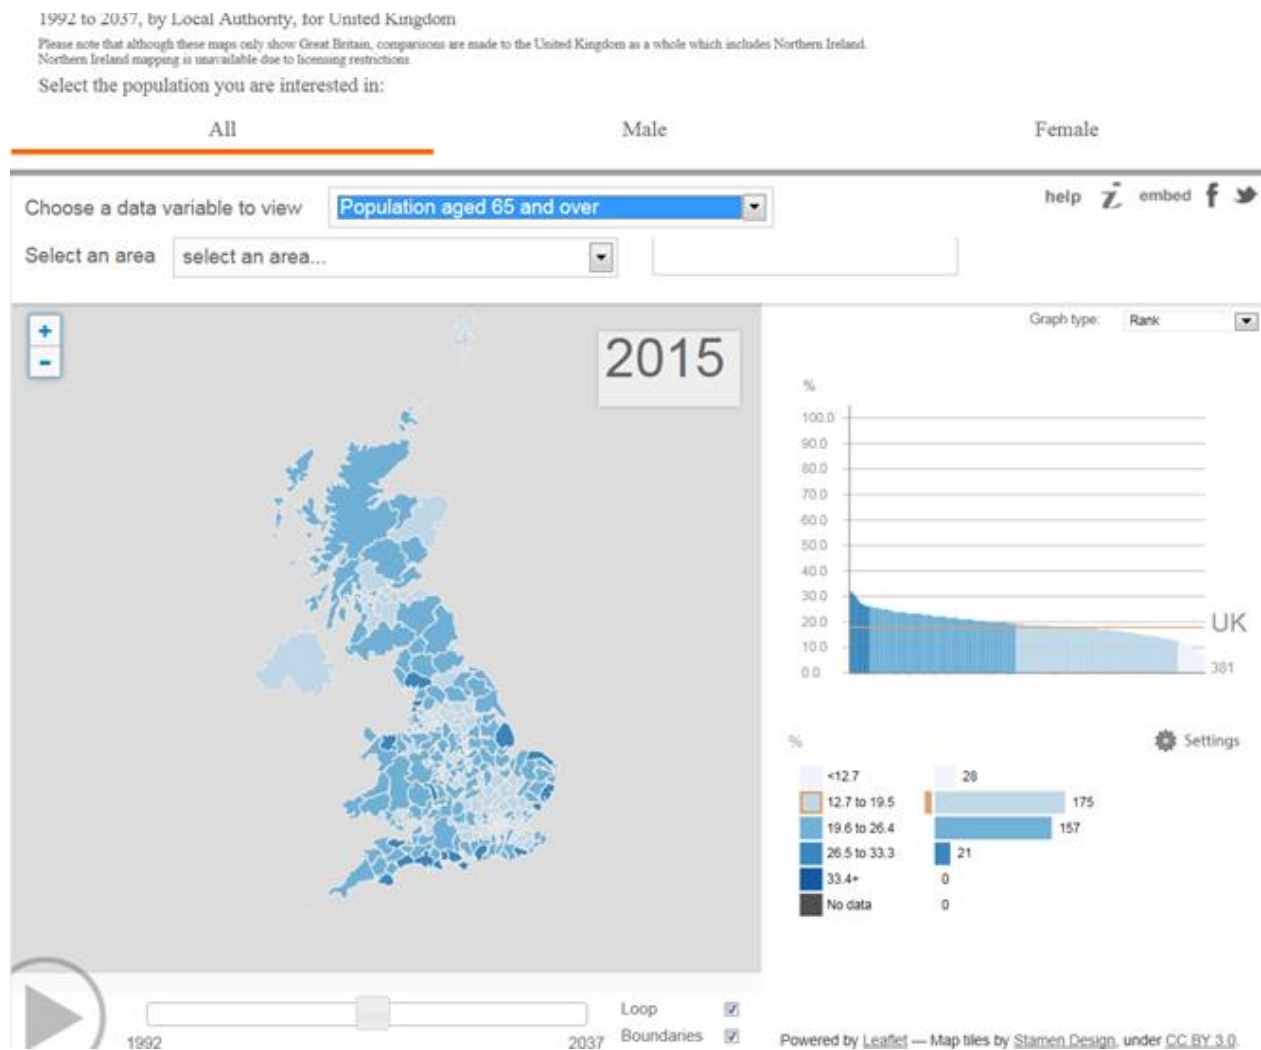 1992 to 2037, by Local Authority, for United Kingdom
Please note that although these maps only show Great Britain, comparisons are made to the United Kingdom as a whole which includes Northern Ireland.
Northern Ireland mapping is unavailable due to licensing restrictions
Select the population you are interested in:
All Male Female
Choose a data variable to view Population aged 65 and over help embed
Select an area select an area...
Graph type: Rank
+
-
2015
%
100.0
90.0
80.0
70.0
60.0
50.0
40.0
30.0
20.0 UK
10.0
0.0 381
% Settings
<12.7 28
12.7 to 19.5 175
19.6 to 26.4 157
26.5 to 33.3 21
33.4+ 0
No data 0
Loop
1992 2037 Boundaries
Powered by Leaflet — Map tiles by Stamen Design, under CC BY 3.0.